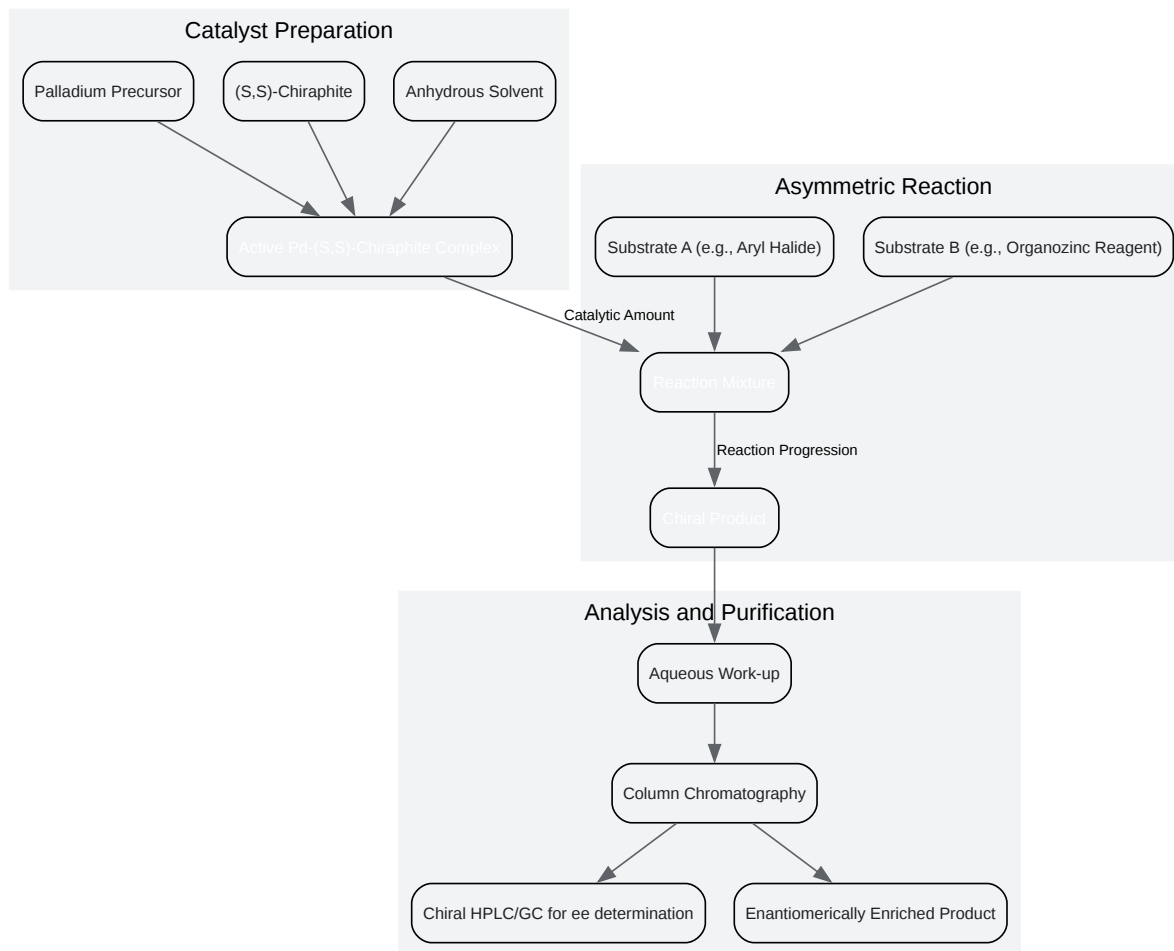 Catalyst Preparation
Palladium Precursor
(S,S)-Chiraphite
Anhydrous Solvent
Active Pd-(S,S)-Chiraphite Complex
Asymmetric Reaction
Substrate A (e.g., Aryl Halide)
Substrate B (e.g., Organozinc Reagent)
Catalytic Amount
Reaction Mixture
Reaction Progression
Chiral Product
Analysis and Purification
Aqueous Work-up
Column Chromatography
Chiral HPLC/GC for ee determination
Enantiomerically Enriched Product